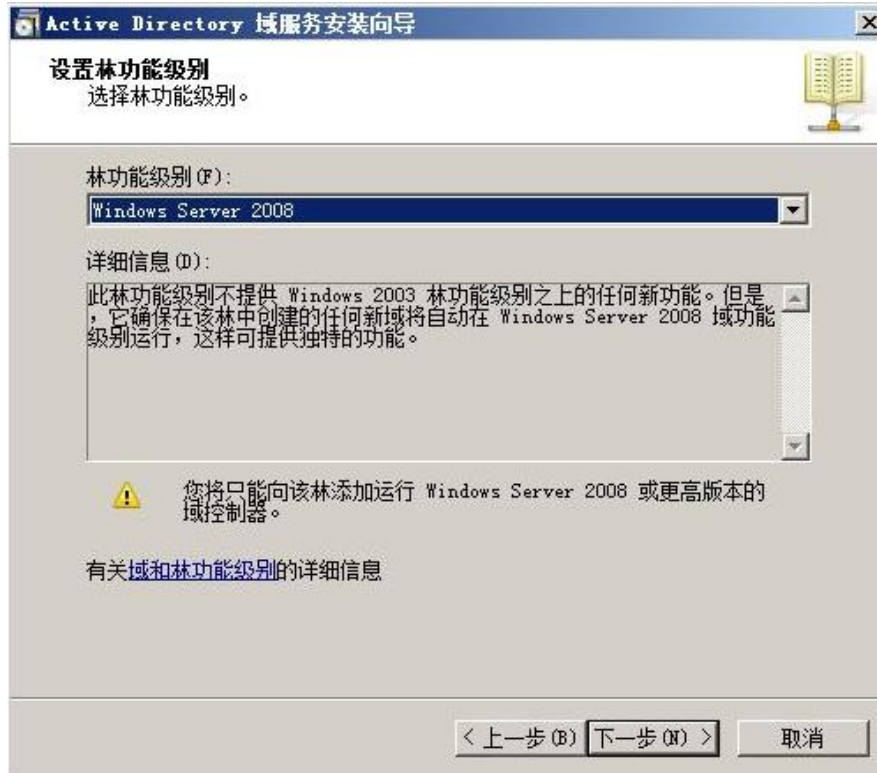 Active Directory 域服务安装向导
设置林功能级别
选择林功能级别。
林功能级别(F):
Windows Server 2008
详细信息(D):
此林功能级别不提供 Windows 2003 林功能级别之上的任何新功能。但是
，它确保在该林中创建的任何新域将自动在 Windows Server 2008 域功能
级别运行，这样可提供独特的功能。
您将只能向该林添加运行 Windows Server 2008 或更高版本的
域控制器。
有关域和林功能级别的详细信息
< 上一步(B) 下一步(N) > 取消